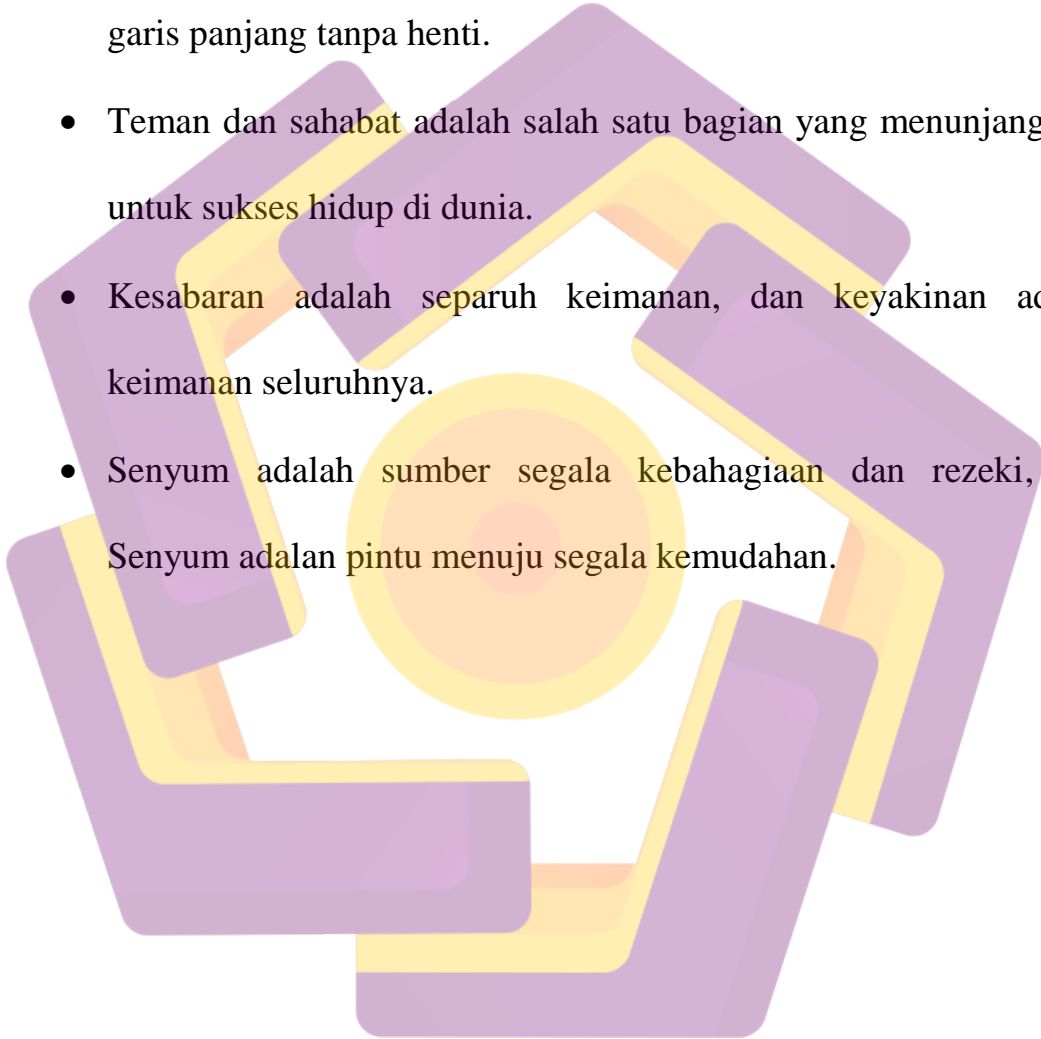 garis panjang tanpa henti.
• Teman dan sahabat adalah salah satu bagian yang menunjang
untuk sukses hidup di dunia.
• Kesabaran adalah separuh keimanan, dan keyakinan ad
keimanan seluruhnya.
• Senyum adalah sumber segala kebahagiaan dan rezeki,
Senyum adalan pintu menuju segala kemudahan.